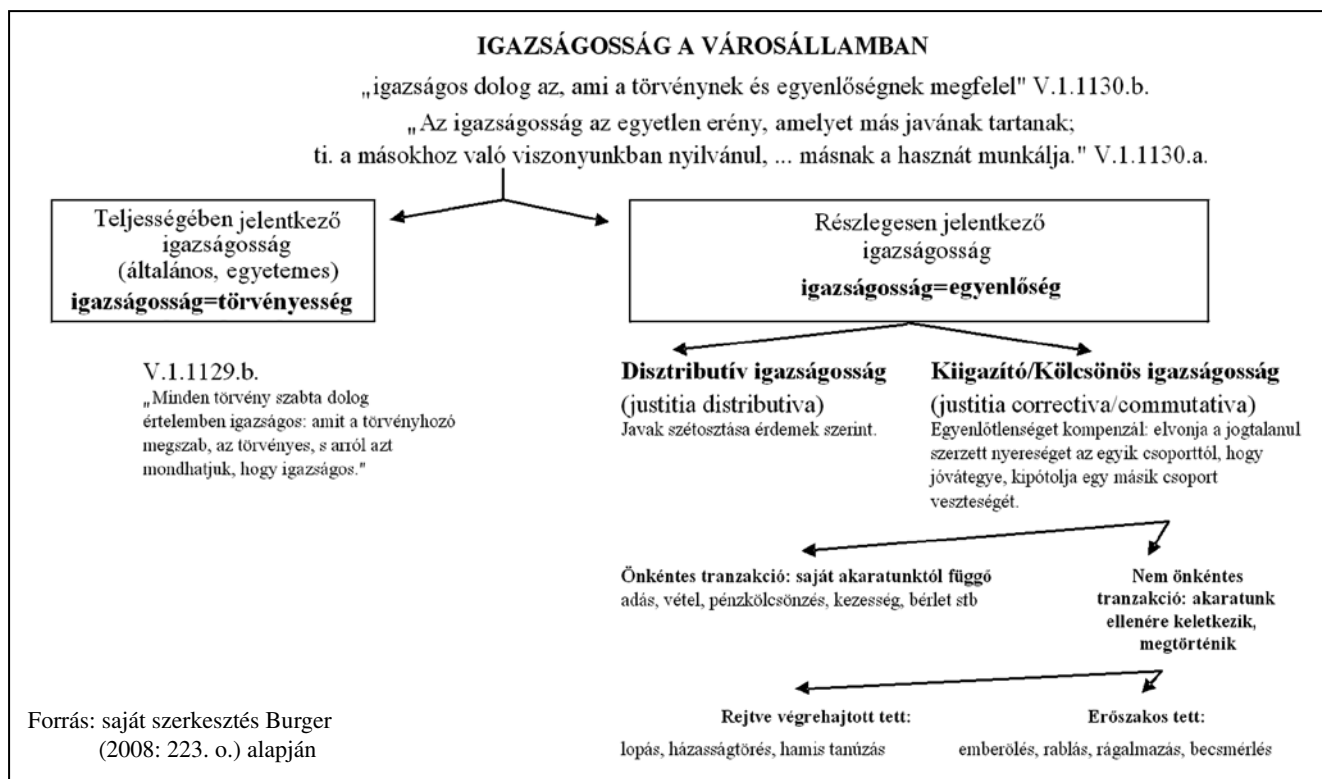 IGAZSÁGOSSÁG A VÁROSÁLLAMBAN
„igazságos dolog az, ami a törvénynek és egyenlőségnek megfelel" V.1.1130.b.
„Az igazságosság az egyetlen erény, amelyet más javának tartanak;
ti. a másokhoz való viszonyunkban nyilvánul, ... másnak a hasznát munkálja." V.1.1130.a.
Teljességében jelentkező
igazságosság
(általános, egyetemes)
igazságosság=törvényesség
Részlegesen jelentkező
igazságosság
igazságosság=egyenlőség
V.1.1129.b.
„Minden törvény szabta dolog
értelemben igazságos: amit a törvényhozó
megszab, az törvényes, s arról azt
mondhatjuk, hogy igazságos."
Disztributív igazságosság
(justitia distributiva)
Javak szétosztása érdemek szerint.
Kiigazító/Kölcsönös igazságosság
(justitia correctiva/commutativa)
Egyenlőtlenséget kompenzál: elvonja a jogtalanul
szerzett nyereséget az egyik csoporttól, hogy
jóvátegye, kipótolja egy másik csoport
veszteségét.
Önkéntes tranzakció: saját akaratunktól függő
adás, vétel, pénzkölcsönzés, kezesség, bérlet stb
Nem önkéntes
tranzakció: akaratunk
ellenére keletkezik,
megtörténik
Rejtve végrehajtott tett:
lopás, házasságtörés, hamis tanúzás
Erőszakos tett:
emberölés, rablás, rágalmazás, becsmérlés
Forrás: saját szerkesztés Burger
(2008: 223. o.) alapján